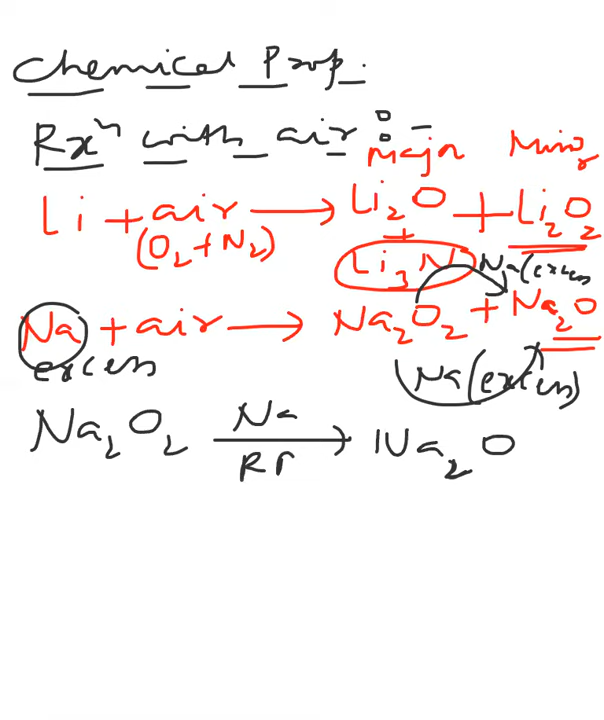 Chemical Prop.
Rxⁿ with air :-
Major Minor
Li + air ⟶ Li₂O + Li₂O₂
(O₂+N₂) +
Li₃N Na(excess
Na + air ⟶ Na₂O₂ + Na₂O
excess Na(excess)
Na₂O₂ Na ⟶ Na₂O